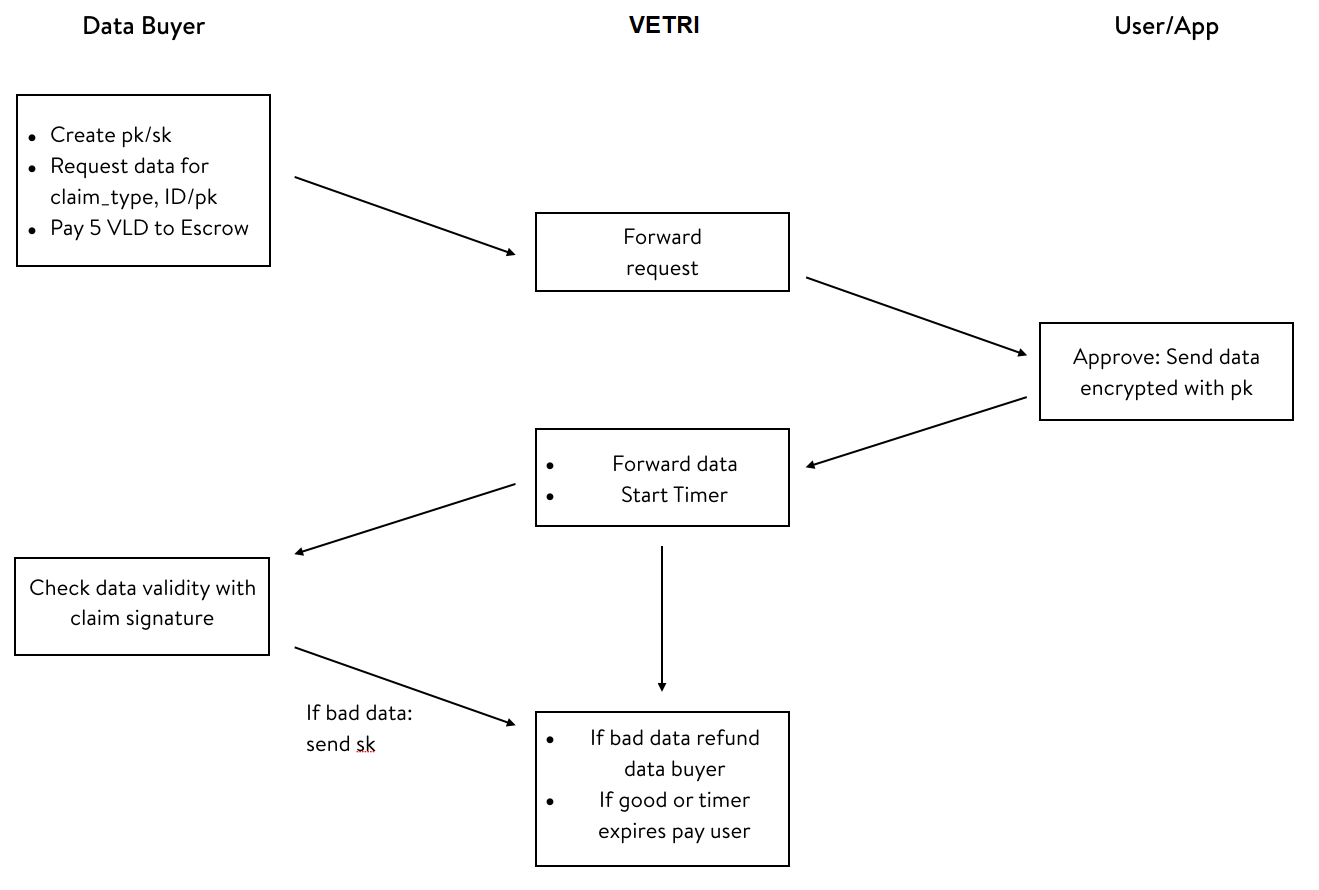 Data Buyer
VETRI
User/App
• Create pk/sk
• Request data for
claim_type, ID/pk
• Pay 5 VLD to Escrow
Forward
request
Approve: Send data
encrypted with pk
• Forward data
• Start Timer
Check data validity with
claim signature
If bad data:
send sk
• If bad data refund
data buyer
• If good or timer
expires pay user